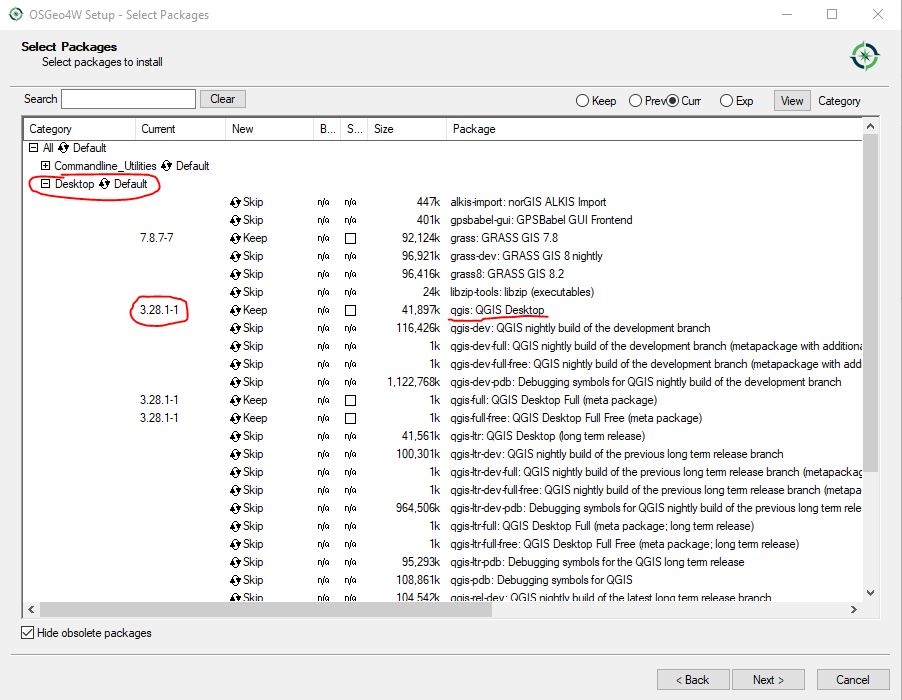 OSGeo4W Setup - Select Packages
Select Packages
Select packages to install
Search Clear Keep Prev Curr Exp View Category
Category Current New B... S... Size Package
All Default
Commandline_Utilities Default
Desktop Default
Skip n/a n/a 447k alkis-import: norGIS ALKIS Import
Skip n/a n/a 401k gpsbabel-gui: GPSBabel GUI Frontend
7.8.7-7 Keep n/a 92,124k grass: GRASS GIS 7.8
Skip n/a n/a 96,921k grass-dev: GRASS GIS 8 nightly
Skip n/a n/a 96,416k grass8: GRASS GIS 8.2
Skip n/a n/a 24k libzip-tools: libzip (executables)
3.28.1-1 Keep n/a 41,897k qgis: QGIS Desktop
Skip n/a n/a 116,426k qgis-dev: QGIS nightly build of the development branch
Skip n/a n/a 1k qgis-dev-full: QGIS nightly build of the development branch (metapackage with additiona
Skip n/a n/a 1k qgis-dev-full-free: QGIS nightly build of the development branch (metapackage with add
Skip n/a n/a 1,122,768k qgis-dev-pdb: Debugging symbols for QGIS nightly build of the development branch
3.28.1-1 Keep n/a 1k qgis-full: QGIS Desktop Full (meta package)
3.28.1-1 Keep n/a 1k qgis-full-free: QGIS Desktop Full Free (meta package)
Skip n/a n/a 41,561k qgis-ltr: QGIS Desktop (long term release)
Skip n/a n/a 100,301k qgis-ltr-dev: QGIS nightly build of the previous long term release branch
Skip n/a n/a 1k qgis-ltr-dev-full: QGIS nightly build of the previous long term release branch (metapackag
Skip n/a n/a 1k qgis-ltr-dev-full-free: QGIS nightly build of the previous long term release branch (metapa
Skip n/a n/a 964,506k qgis-ltr-dev-pdb: Debugging symbols for QGIS nightly build of the previous long term rele
Skip n/a n/a 1k qgis-ltr-full: QGIS Desktop Full (meta package; long term release)
Skip n/a n/a 1k qgis-ltr-full-free: QGIS Desktop Full Free (meta package; long term release)
Skip n/a n/a 95,293k qgis-ltr-pdb: Debugging symbols for the QGIS long term release
Skip n/a n/a 108,861k qgis-pdb: Debugging symbols for QGIS
Skip n/a n/a 104,542k qgis-rel-dev: QGIS nightly build of the latest long term release branch
Hide obsolete packages
< Back Next > Cancel